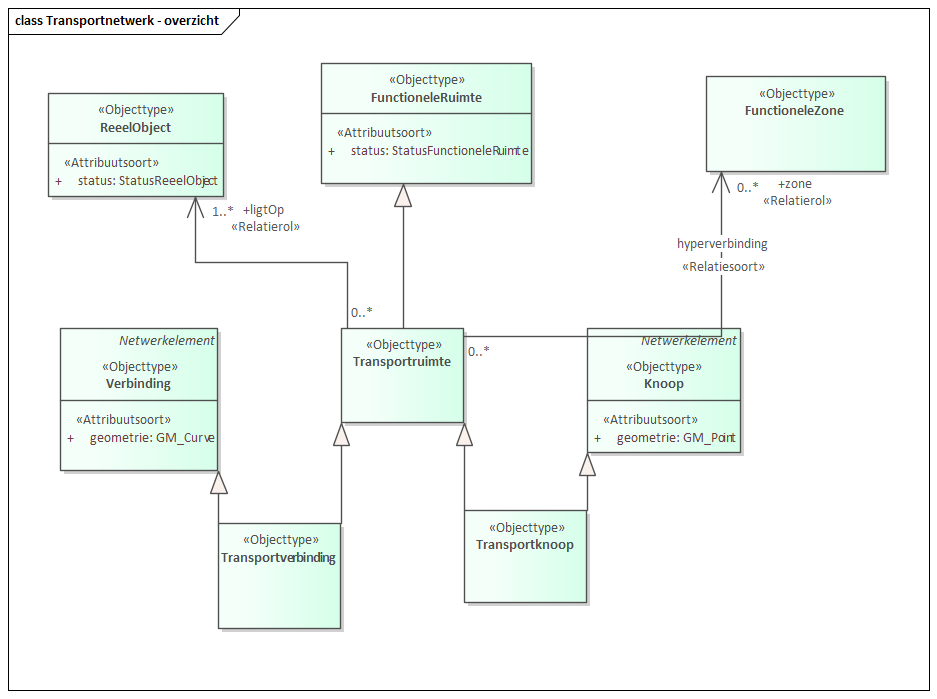 class Transportnetwerk - overzicht
«Objecttype»
ReeelObject
«Attribuutsoort»
+ status: StatusReeelObject
«Objecttype»
FunctioneleRuimte
«Attribuutsoort»
+ status: StatusFunctioneleRuimte
«Objecttype»
FunctioneleZone
1..* +ligtOp
«Relatierol»
0..* +zone
«Relatierol»
hyperverbinding
«Relatiesoort»
0..*
0..*
Netwerkelement
«Objecttype»
Verbinding
«Attribuutsoort»
+ geometrie: GM_Curve
«Objecttype»
Transportruimte
Netwerkelement
«Objecttype»
Knoop
«Attribuutsoort»
+ geometrie: GM_Point
«Objecttype»
Transportverbinding
«Objecttype»
Transportknoop